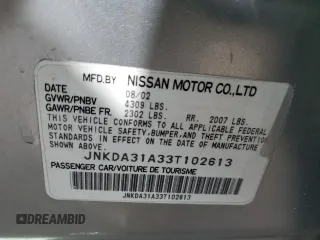 MFD.BY NISSAN MOTOR CO.,LTD
DATE 08/02
GVWR/PNBV 4309 LBS.
GAWR/PNBE FR. 2302 LBS. RR. 2007 LBS.
THIS VEHICLE CONFORMS TO ALL APPLICABLE FEDERAL
MOTOR VEHICLE SAFETY, BUMPER, AND THEFT PREVENTION
STANDARDS IN EFFECT ON THE DATE OF MANUFACTURE
SHOWN ABOVE.
JNKDA31A33T102613
PASSENGER CAR/VOITURE DE TOURISME
JNKDA31A33T102613
DREAMBID